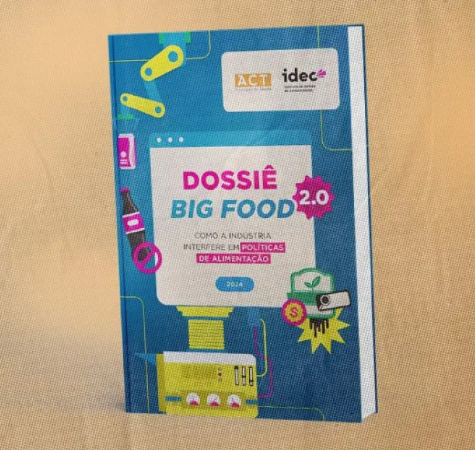 ACT
idec
DOSSIÊ
BIG FOOD
2.0
COMO A INDÚSTRIA
INTERFERE EM POLÍTICAS
DE ALIMENTAÇÃO
2024
$